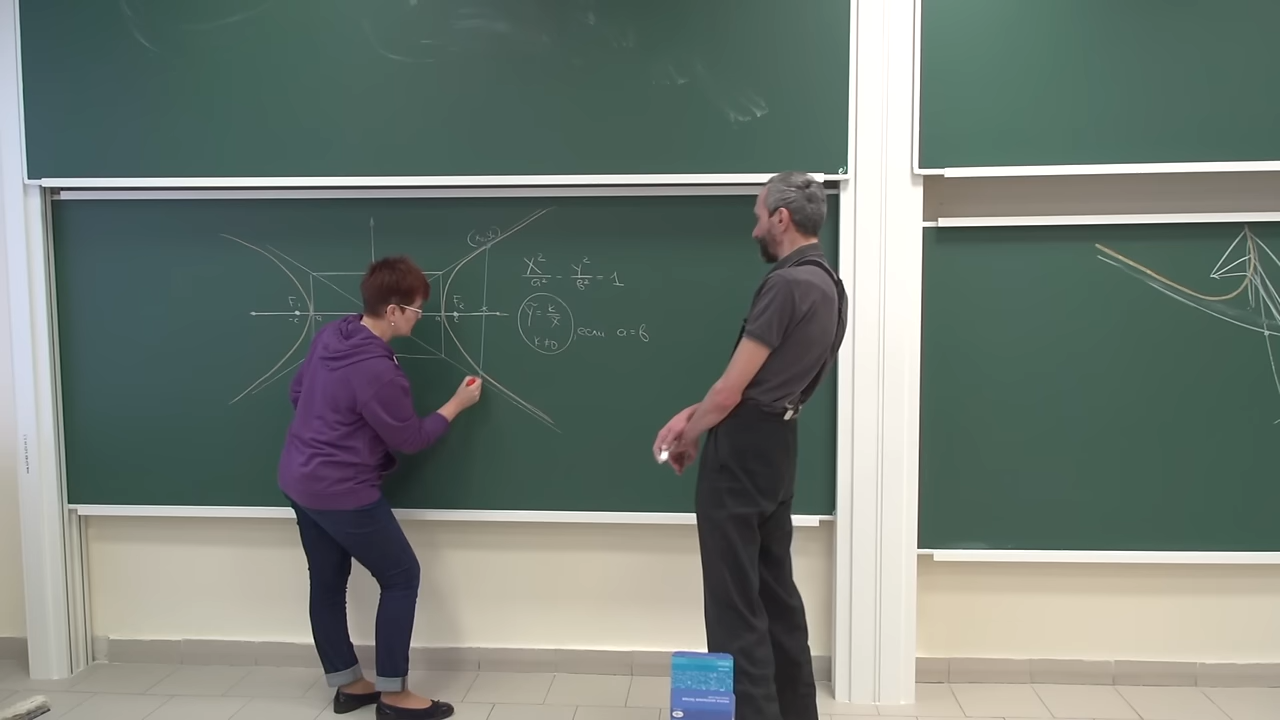 (x,y)
X²/a² - y²/b² = 1
F₁
F₂
-c
a
a
c
x
ỹ = k/x̃
, если a = b
k≠0